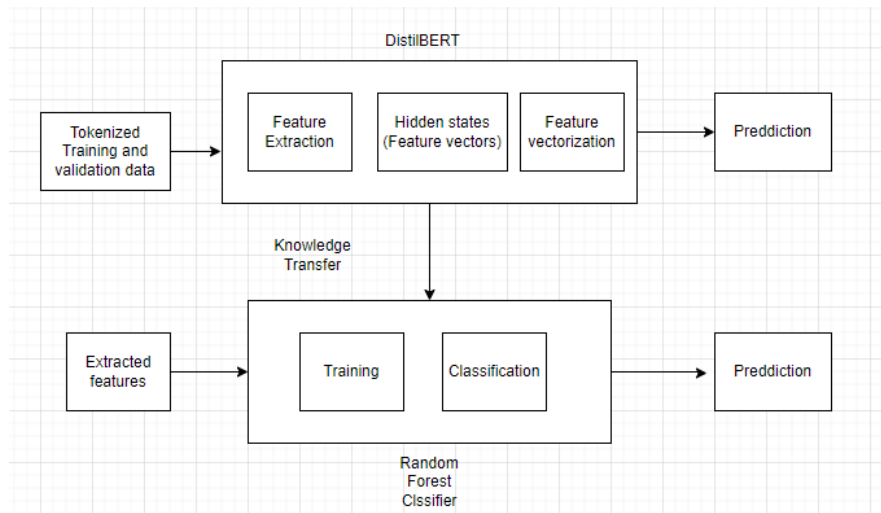 DistilBERT
Tokenized
Training and
validation data
Feature
Extraction
Hidden states
(Feature vectors)
Feature
vectorization
Preddiction
Knowledge
Transfer
Extracted
features
Training
Classification
Preddiction
Random
Forest
Clssifier